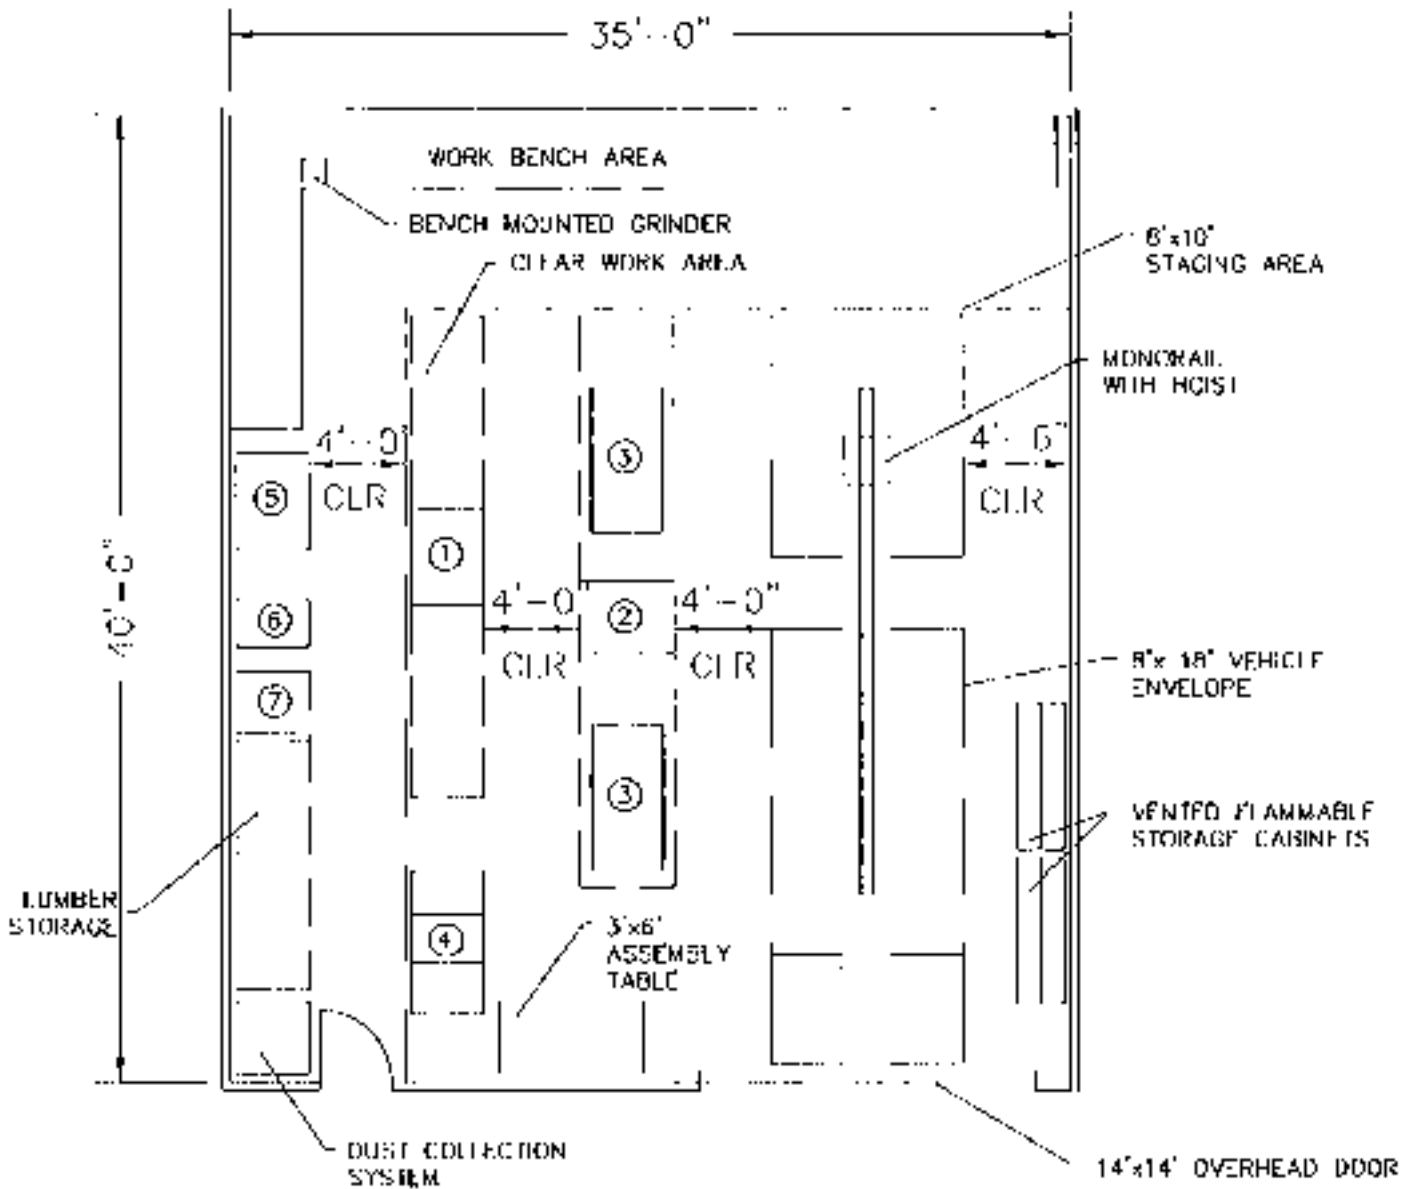 35'-0"
WORK BENCH AREA
BENCH MOUNTED GRINDER
CLEAR WORK AREA
8'x10'
STAGING AREA
MONORAIL
WITH HOIST
4'-0"
CLR
4'-6"
CLR
3
5
1
40'-0"
4'-0
CLR
2
4'-0"
CLR
6
8'x 18' VEHICLE
ENVELOPE
7
3
VENTED FLAMMABLE
STORAGE CABINETS
LUMBER
STORAGE
4
3'x6'
ASSEMBLY
TABLE
DUST COLLECTION
SYSTEM
14'x14' OVERHEAD DOOR